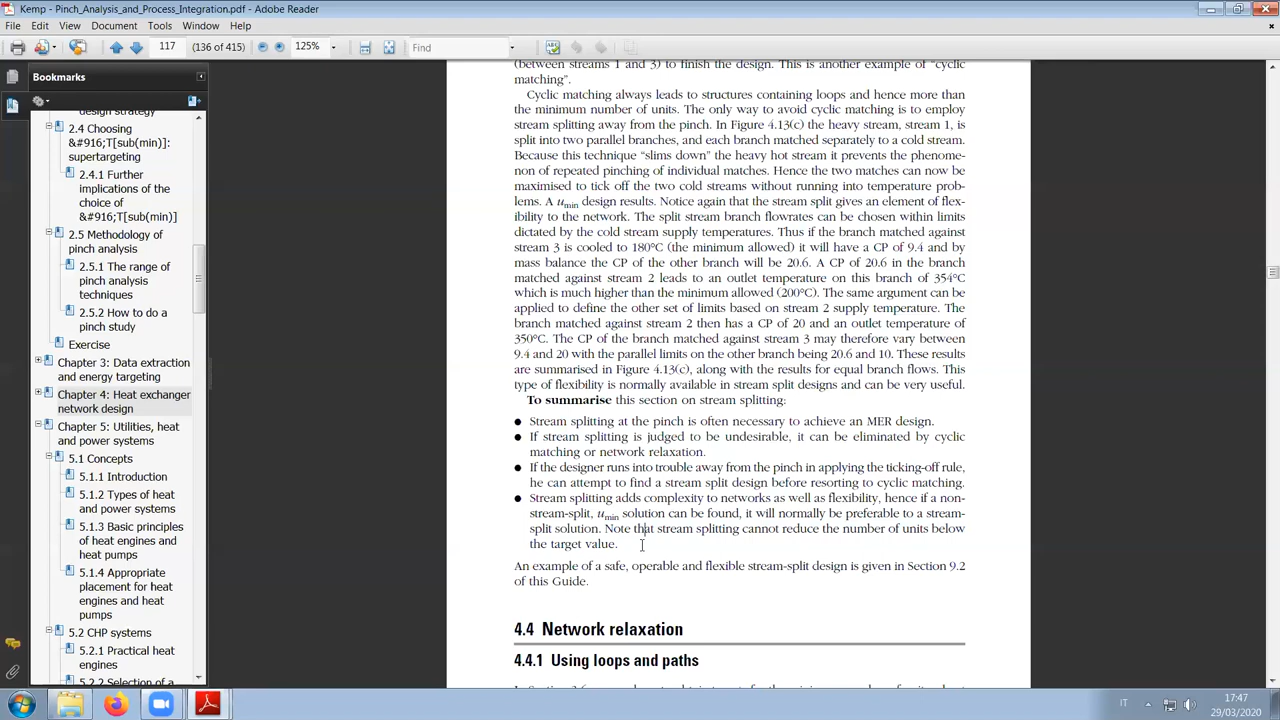 Kemp - Pinch_Analysis_and_Process_Integration.pdf - Adobe Reader
File Edit View Document Tools Window Help
117 (136 of 415) 125% Find
Bookmarks
design strategy
2.4 Choosing
&#916;T[sub(min)]:
supertargeting
2.4.1 Further
implications of the
choice of
&#916;T[sub(min)]
2.5 Methodology of
pinch analysis
2.5.1 The range of
pinch analysis
techniques
2.5.2 How to do a
pinch study
Exercise
Chapter 3: Data extraction
and energy targeting
Chapter 4: Heat exchanger
network design
Chapter 5: Utilities, heat
and power systems
5.1 Concepts
5.1.1 Introduction
5.1.2 Types of heat
and power systems
5.1.3 Basic principles
of heat engines and
heat pumps
5.1.4 Appropriate
placement for heat
engines and heat
pumps
5.2 CHP systems
5.2.1 Practical heat
engines
5.2.2 Selection of a
(between streams 1 and 3) to finish the design. This is another example of “cyclic
matching”.
Cyclic matching always leads to structures containing loops and hence more than
the minimum number of units. The only way to avoid cyclic matching is to employ
stream splitting away from the pinch. In Figure 4.13(c) the heavy stream, stream 1, is
split into two parallel branches, and each branch matched separately to a cold stream.
Because this technique “slims down” the heavy hot stream it prevents the phenome-
non of repeated pinching of individual matches. Hence the two matches can now be
maximised to tick off the two cold streams without running into temperature prob-
lems. A umin design results. Notice again that the stream split gives an element of flex-
ibility to the network. The split stream branch flowrates can be chosen within limits
dictated by the cold stream supply temperatures. Thus if the branch matched against
stream 3 is cooled to 180°C (the minimum allowed) it will have a CP of 9.4 and by
mass balance the CP of the other branch will be 20.6. A CP of 20.6 in the branch
matched against stream 2 leads to an outlet temperature on this branch of 354°C
which is much higher than the minimum allowed (200°C). The same argument can be
applied to define the other set of limits based on stream 2 supply temperature. The
branch matched against stream 2 then has a CP of 20 and an outlet temperature of
350°C. The CP of the branch matched against stream 3 may therefore vary between
9.4 and 20 with the parallel limits on the other branch being 20.6 and 10. These results
are summarised in Figure 4.13(c), along with the results for equal branch flows. This
type of flexibility is normally available in stream split designs and can be very useful.
To summarise this section on stream splitting:
● Stream splitting at the pinch is often necessary to achieve an MER design.
● If stream splitting is judged to be undesirable, it can be eliminated by cyclic
matching or network relaxation.
● If the designer runs into trouble away from the pinch in applying the ticking-off rule,
he can attempt to find a stream split design before resorting to cyclic matching.
● Stream splitting adds complexity to networks as well as flexibility, hence if a non-
stream-split, umin solution can be found, it will normally be preferable to a stream-
split solution. Note that stream splitting cannot reduce the number of units below
the target value.
An example of a safe, operable and flexible stream-split design is given in Section 9.2
of this Guide.
4.4 Network relaxation
4.4.1 Using loops and paths
IT 17:47
29/03/2020